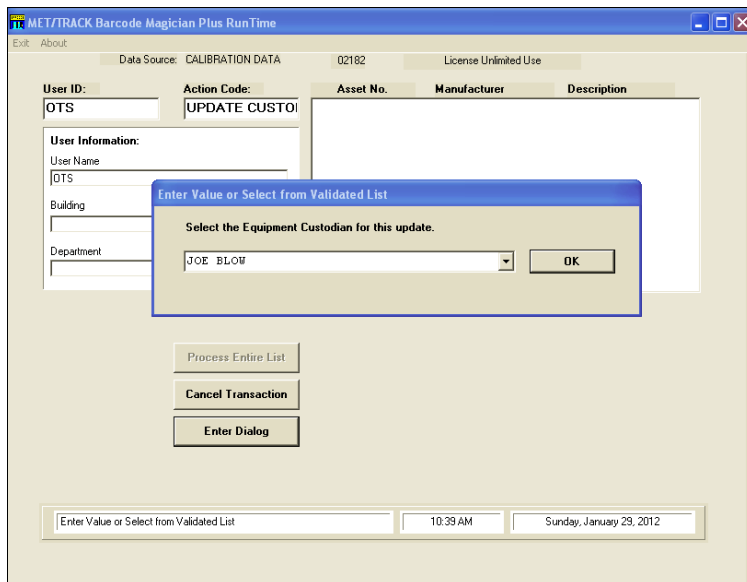 MET/TRACK Barcode Magician Plus RunTime
Exit About
Data Source: CALIBRATION DATA 02182 License Unlimited Use
User ID: Action Code: Asset No. Manufacturer Description
OTS UPDATE CUSTO
User Information:
User Name
OTS
Enter Value or Select from Validated List
Building
Select the Equipment Custodian for this update.
Department
JOE BLOW OK
Process Entire List
Cancel Transaction
Enter Dialog
Enter Value or Select from Validated List 10:39 AM Sunday, January 29, 2012